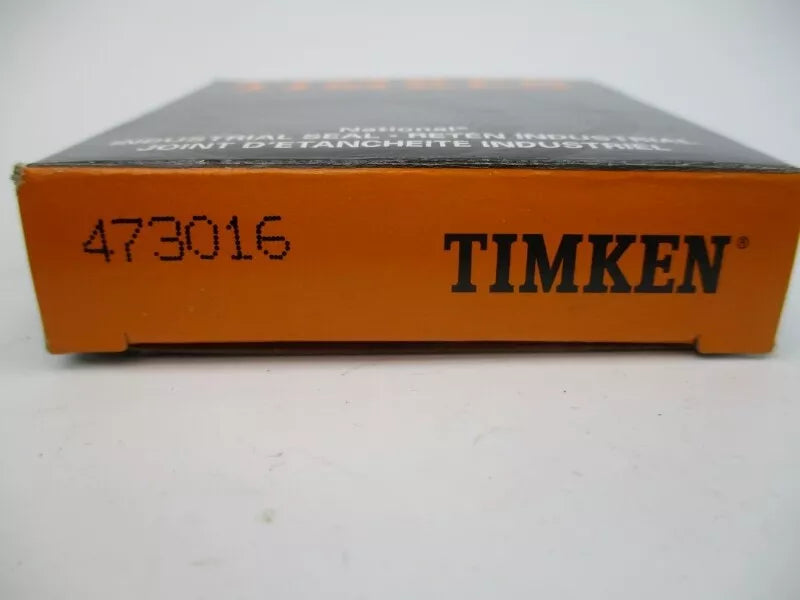 National®
INDUSTRIAL SEAL - RETEN INDUSTRIAL
JOINT D'ETANCHEITE INDUSTRIEL
473016
TIMKEN®